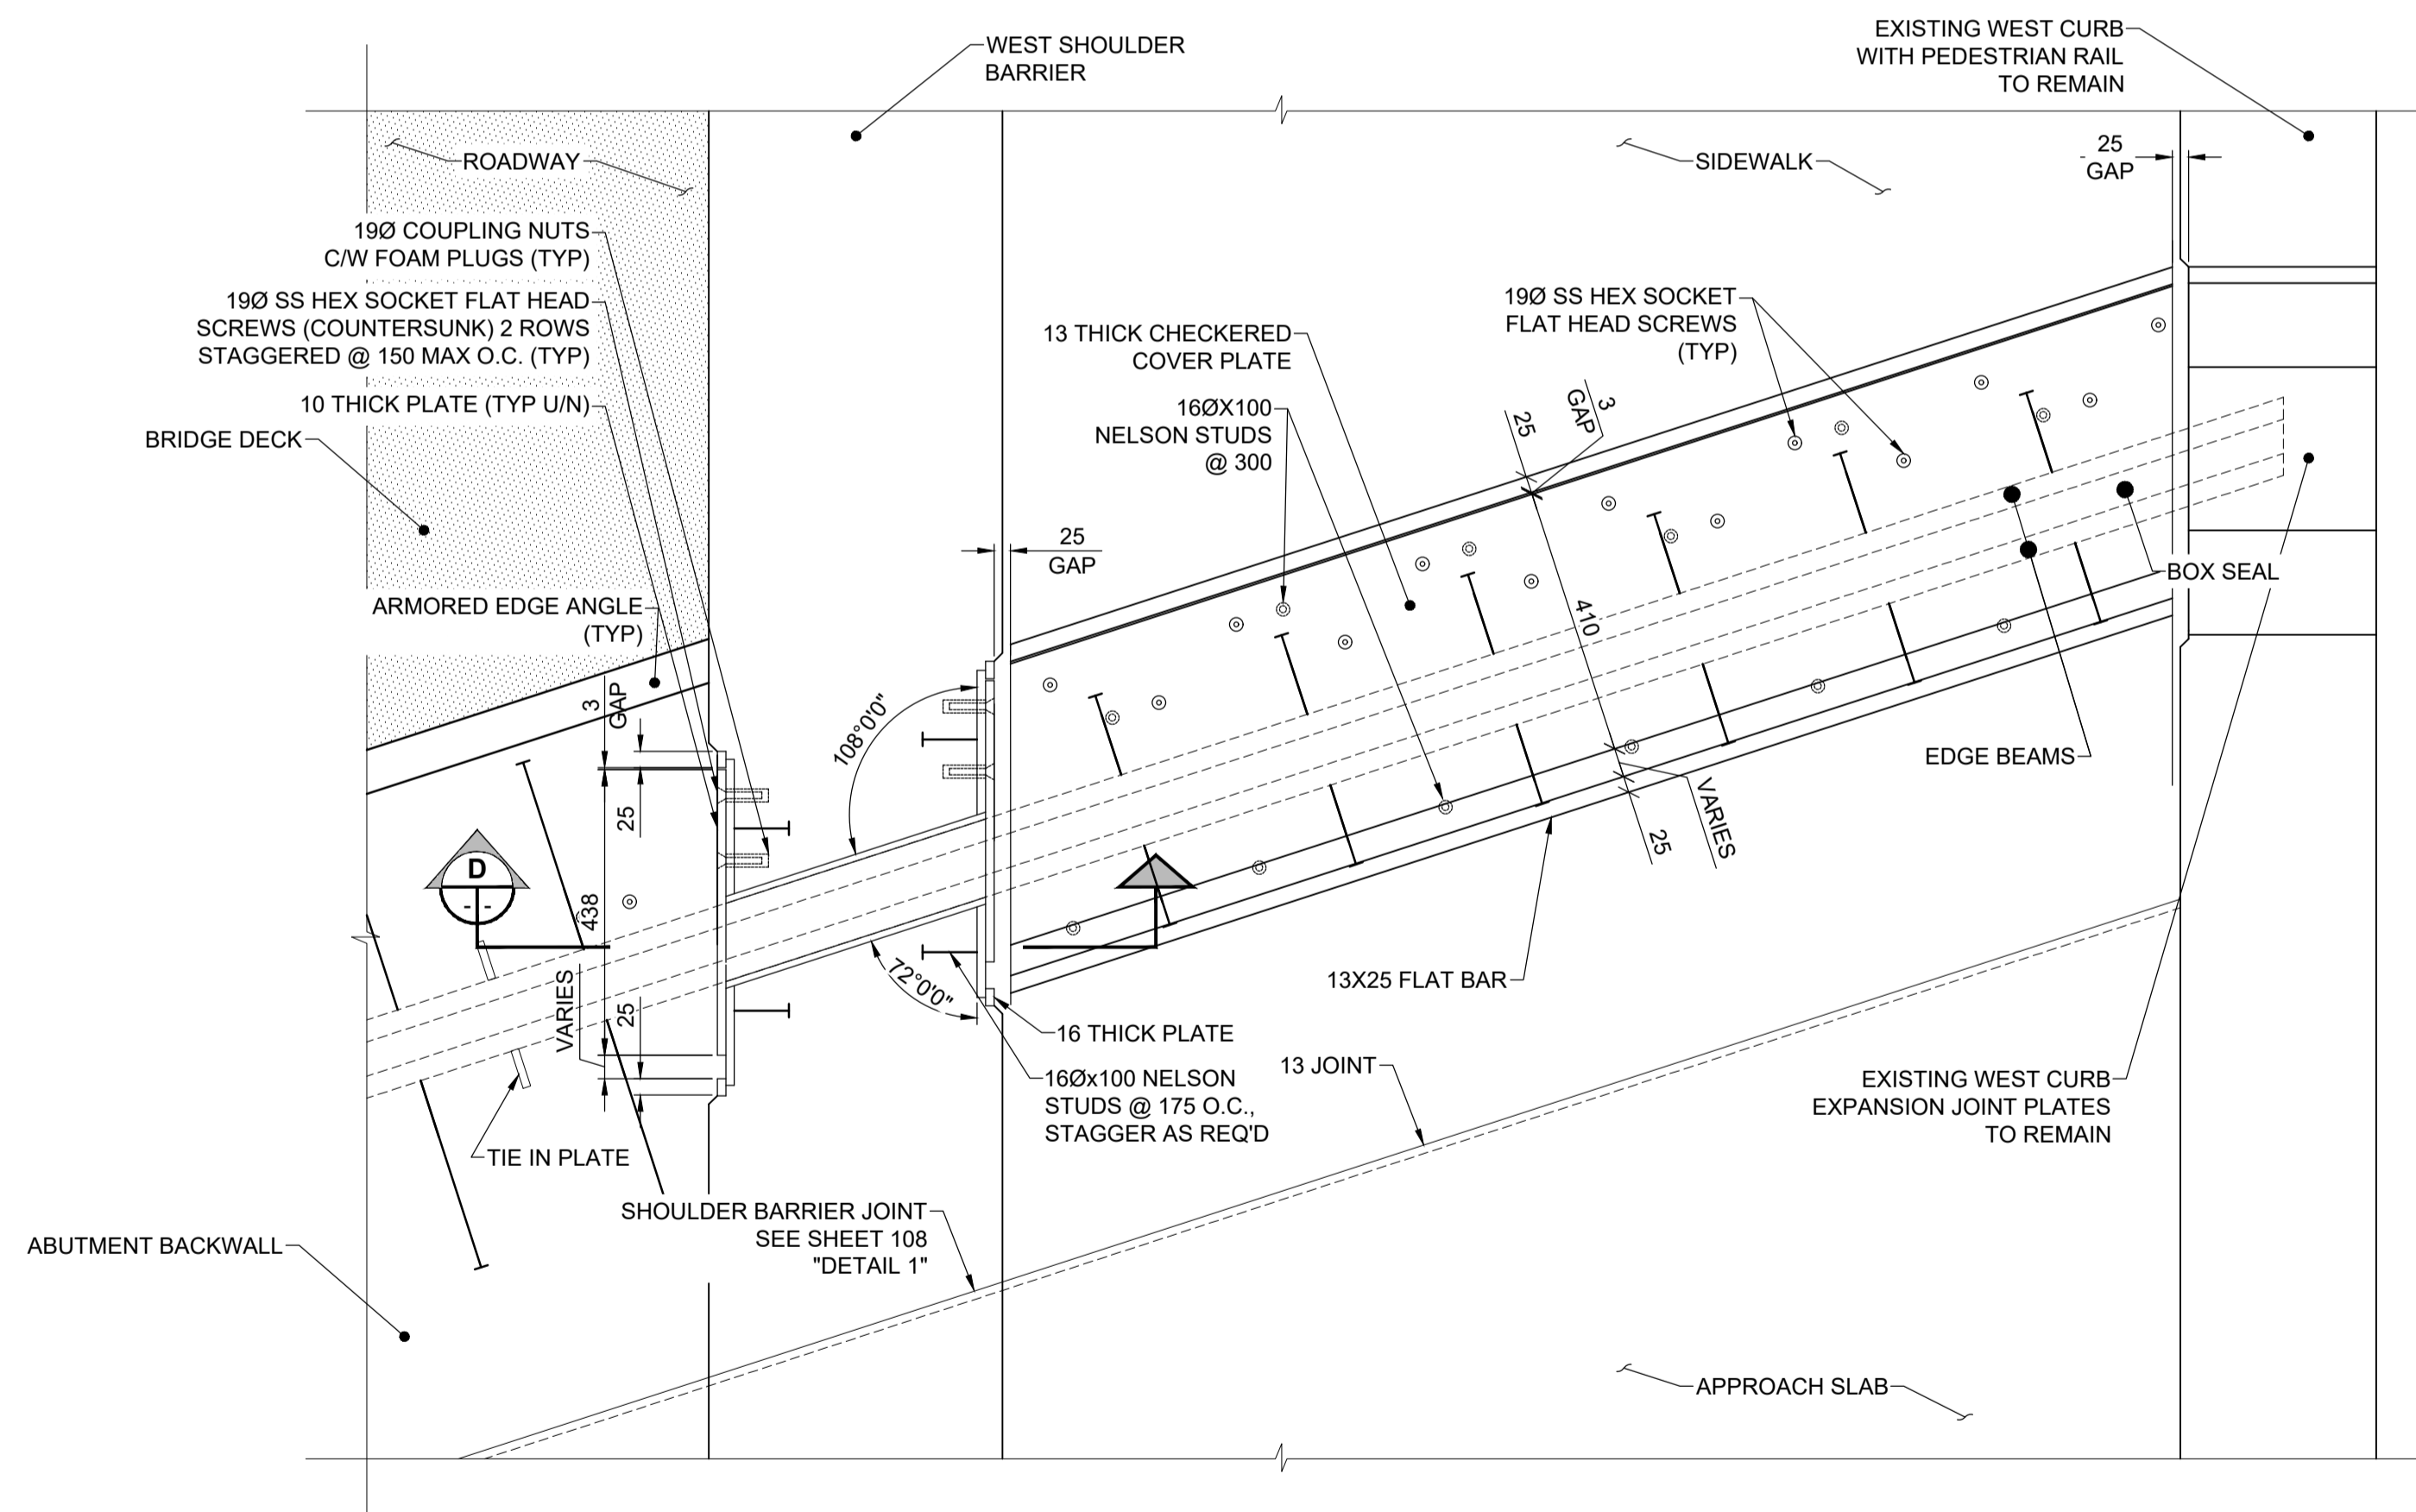 WEST SHOULDER
BARRIER
EXISTING WEST CURB
WITH PEDESTRIAN RAIL
TO REMAIN
ROADWAY
SIDEWALK
25
GAP
19Ø COUPLING NUTS
C/W FOAM PLUGS (TYP)
19Ø SS HEX SOCKET FLAT HEAD
SCREWS (COUNTERSUNK) 2 ROWS
STAGGERED @ 150 MAX O.C. (TYP)
10 THICK PLATE (TYP U/N)
BRIDGE DECK
13 THICK CHECKERED
COVER PLATE
16ØX100
NELSON STUDS
@ 300
19Ø SS HEX SOCKET
FLAT HEAD SCREWS
(TYP)
25
3
GAP
25
GAP
410
BOX SEAL
ARMORED EDGE ANGLE
(TYP)
3
GAP
108°0'0"
25
EDGE BEAMS
VARIES
25
D
- -
438
72°0'0"
13X25 FLAT BAR
VARIES
25
16 THICK PLATE
13 JOINT
16Øx100 NELSON
STUDS @ 175 O.C.,
STAGGER AS REQ'D
EXISTING WEST CURB
EXPANSION JOINT PLATES
TO REMAIN
TIE IN PLATE
SHOULDER BARRIER JOINT
SEE SHEET 108
"DETAIL 1"
ABUTMENT BACKWALL
APPROACH SLAB